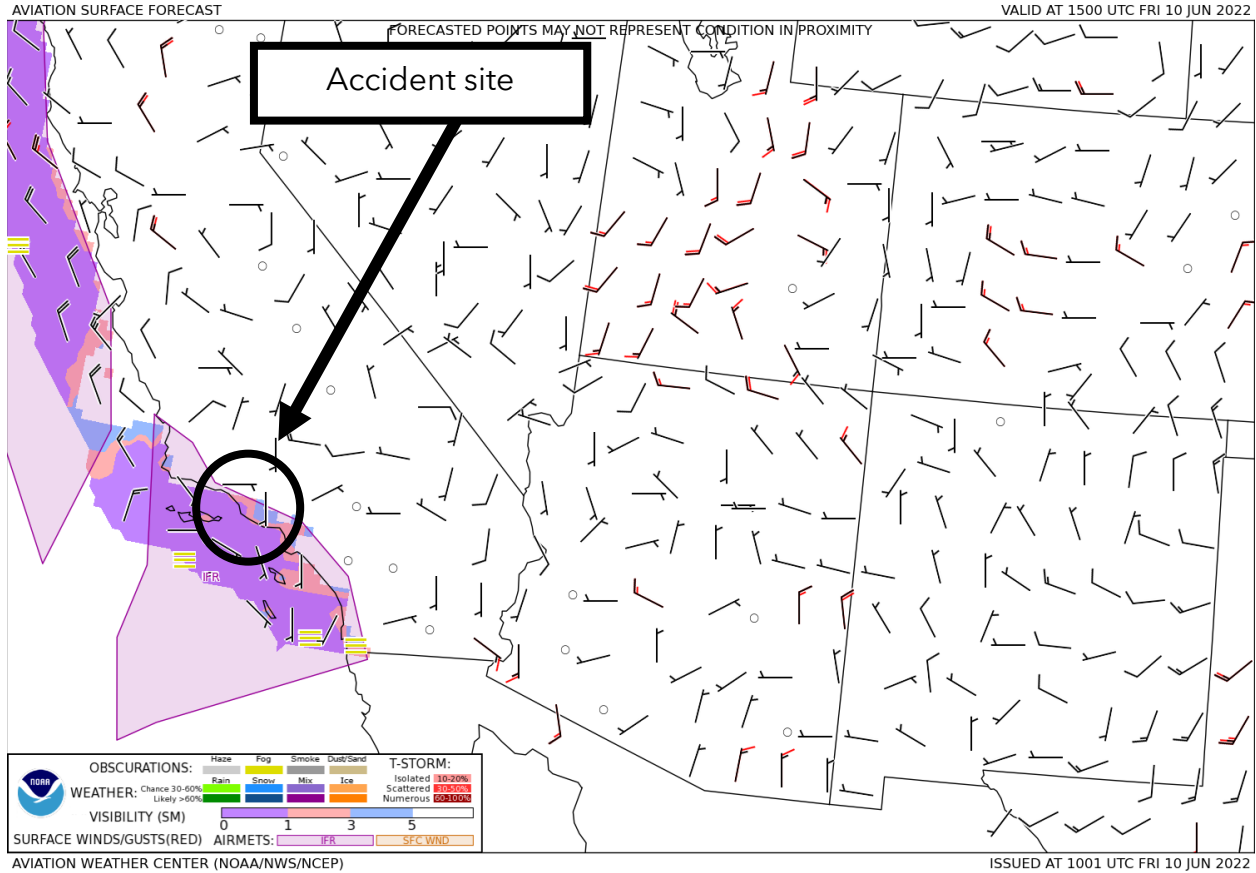 AVIATION SURFACE FORECAST
VALID AT 1500 UTC FRI 10 JUN 2022
FORECASTED POINTS MAY NOT REPRESENT CONDITION IN PROXIMITY
Accident site
IFR
NOAA
OBSCURATIONS: Haze Fog Smoke Dust/Sand
WEATHER: Rain Snow Mix Ice
Chance 30-60%
Likely >60%
T-STORM:
Isolated 10-20%
Scattered 30-50%
Numerous 60-100%
VISIBILITY (SM)
0 1 3 5
SURFACE WINDS/GUSTS(RED) AIRMETS: IFR SFC WND
AVIATION WEATHER CENTER (NOAA/NWS/NCEP)
ISSUED AT 1001 UTC FRI 10 JUN 2022